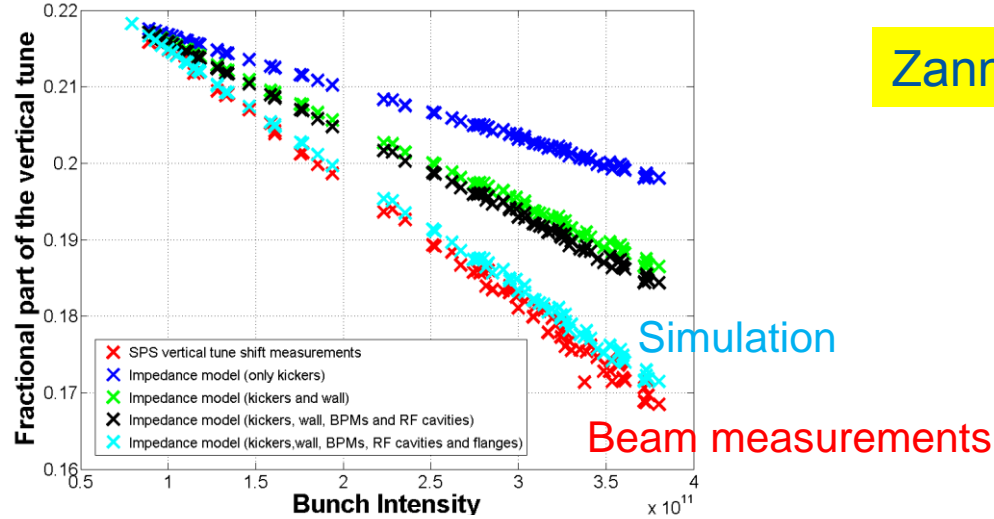 0.22
0.21
0.2
0.19
0.18
0.17
0.16
Fractional part of the vertical tune
SPS vertical tune shift measurements
Impedance model (only kickers)
Impedance model (kickers and wall)
Impedance model (kickers, wall, BPMs and RF cavities)
Impedance model (kickers,wall, BPMs, RF cavities and flanges)
0.5 1 1.5 2 2.5 3 3.5 4
x 10¹¹
Bunch Intensity
Simulation
Beam measurements